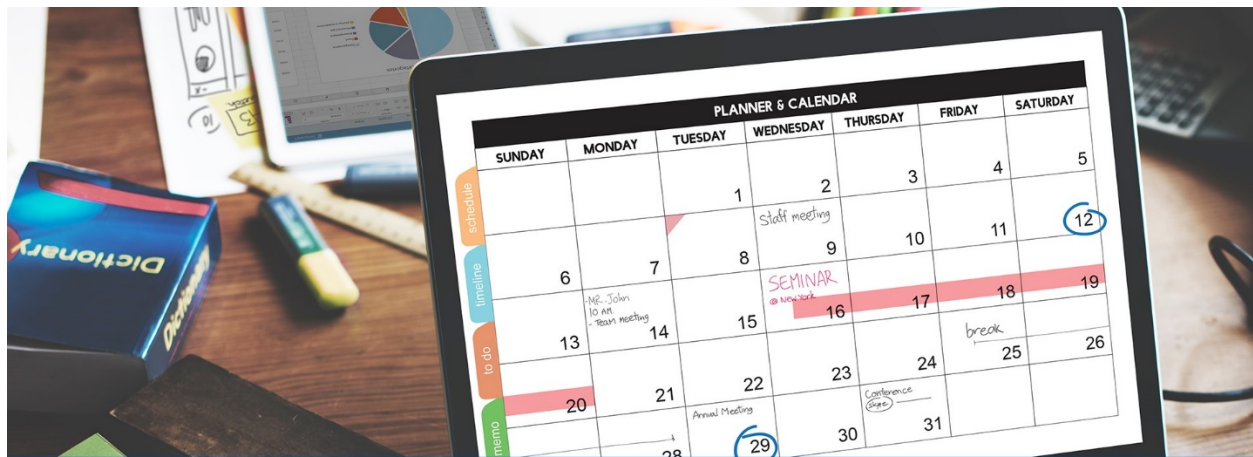 PLANNER & CALENDAR
SUNDAY MONDAY TUESDAY WEDNESDAY THURSDAY FRIDAY SATURDAY
1 2 3 4 5
Staff meeting
6 7 8 9 10 11 12
SEMINAR
@ New York
-MR. John
10 AM
- Team meeting
13 14 15 16 17 18 19
break
20 21 22 23 24 25 26
Annual Meeting
Conference
skype
28 29 30 31
schedule
timeline
to do
memo
Dictionary
Dictionary